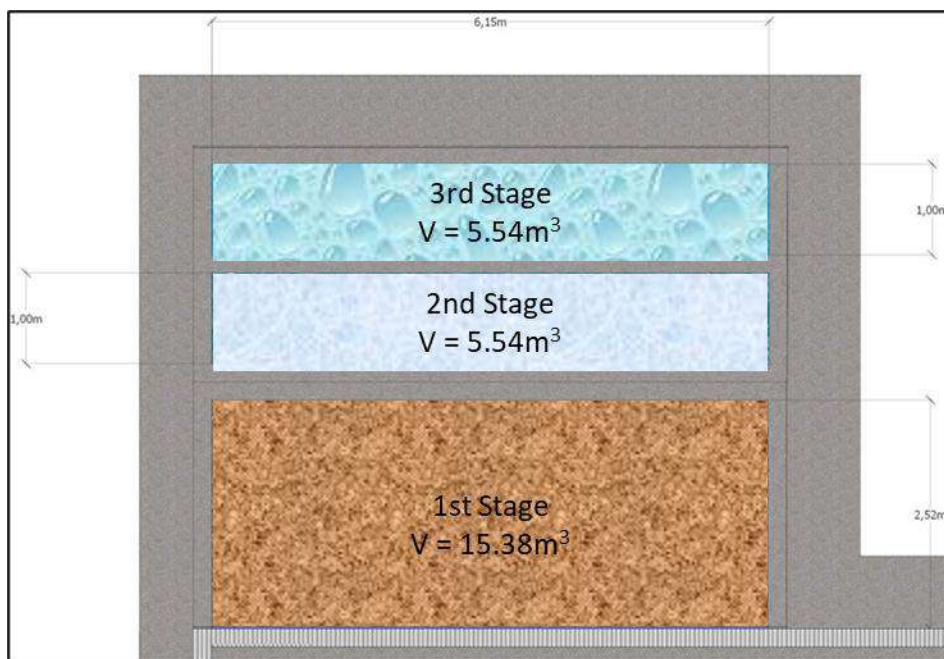 6,15m
3rd Stage
V = 5.54m³
1,00m
2nd Stage
V = 5.54m³
1,00m
1st Stage
V = 15.38m³
2,52m